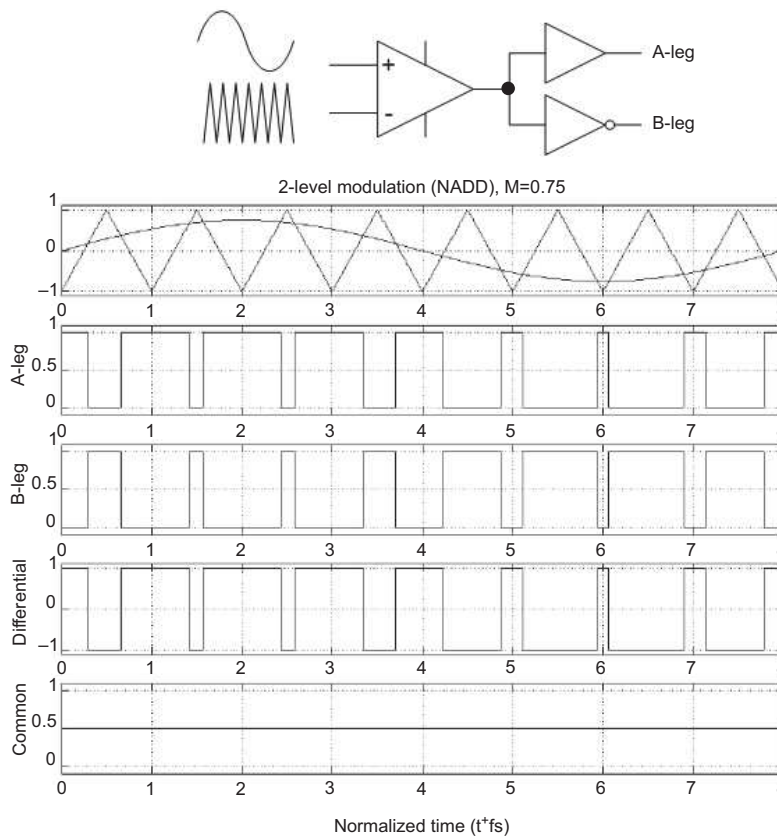 +
-
A-leg
B-leg
2-level modulation (NADD), M=0.75
1
0
–1
0 1 2 3 4 5 6 7
A-leg
1
0.5
0
0 1 2 3 4 5 6 7
B-leg
1
0.5
0
0 1 2 3 4 5 6 7
Differential
1
0
–1
0 1 2 3 4 5 6 7
Common
1
0.5
0
0 1 2 3 4 5 6 7
Normalized time (t+fs)